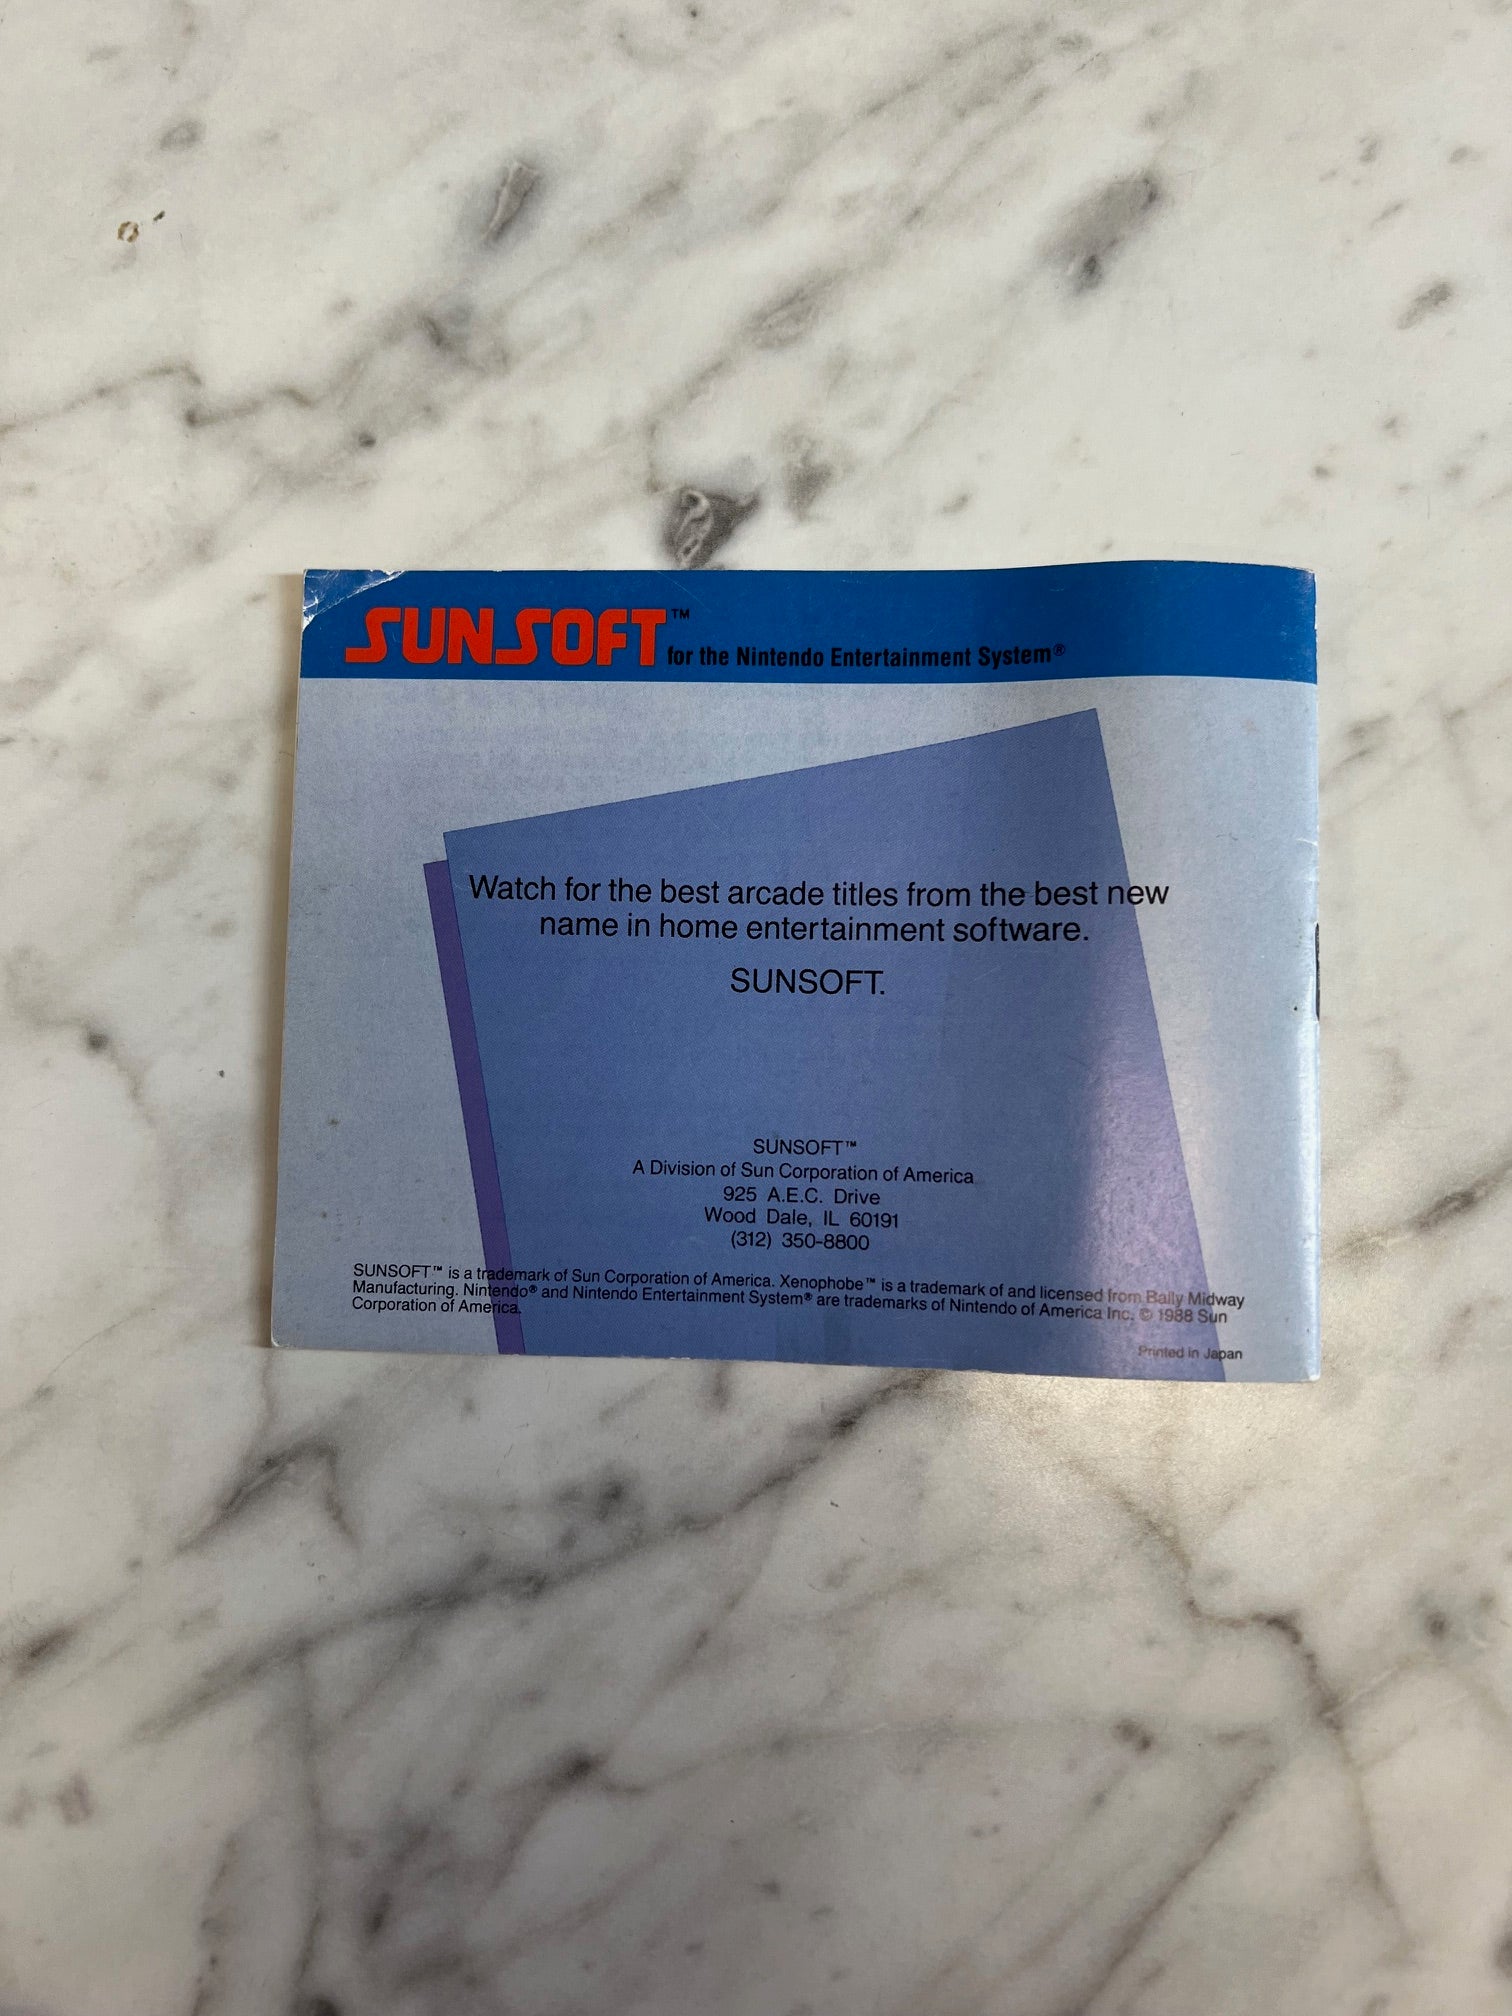 SUNSOFT™ for the Nintendo Entertainment System®
Watch for the best arcade titles from the best new
name in home entertainment software.
SUNSOFT.
SUNSOFT™
A Division of Sun Corporation of America
925 A.E.C. Drive
Wood Dale, IL 60191
(312) 350-8800
SUNSOFT™ is a trademark of Sun Corporation of America. Xenophobe™ is a trademark of and licensed from Bally Midway
Manufacturing. Nintendo® and Nintendo Entertainment System® are trademarks of Nintendo of America Inc. © 1988 Sun
Corporation of America.
Printed in Japan